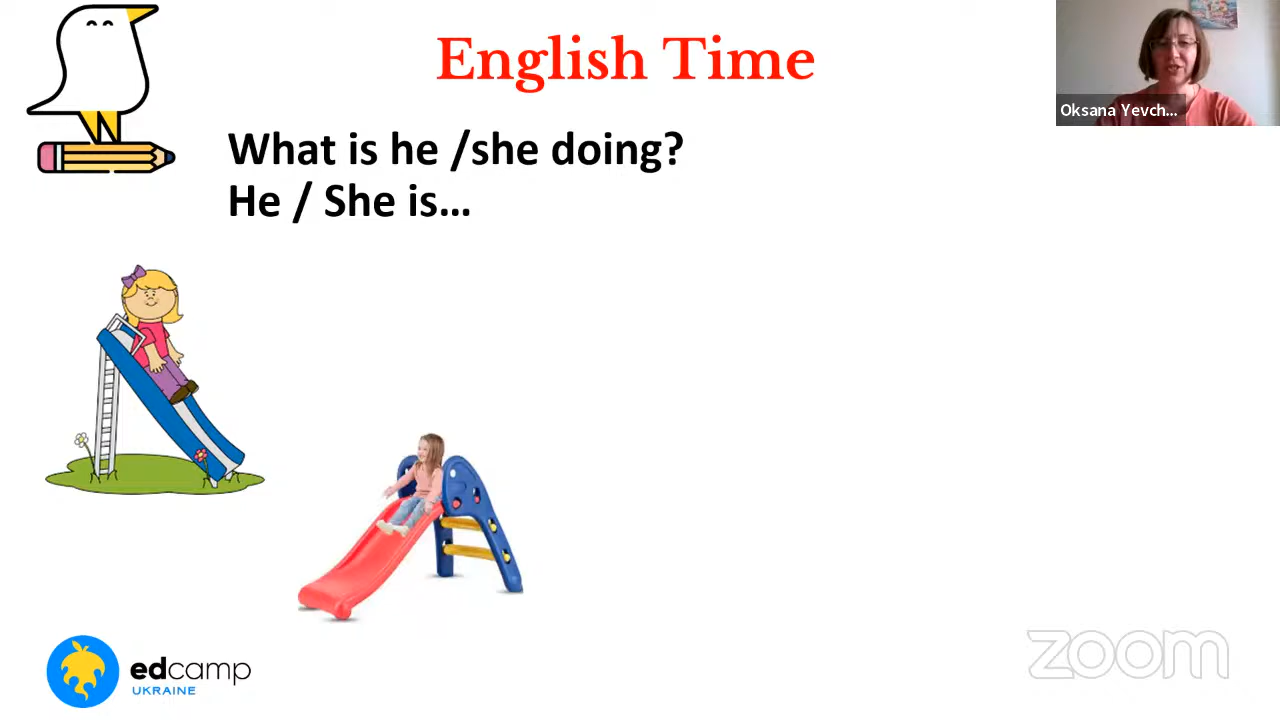 English Time
Oksana Yevch...
What is he /she doing?
He / She is...
edcamp
UKRAINE
zoom